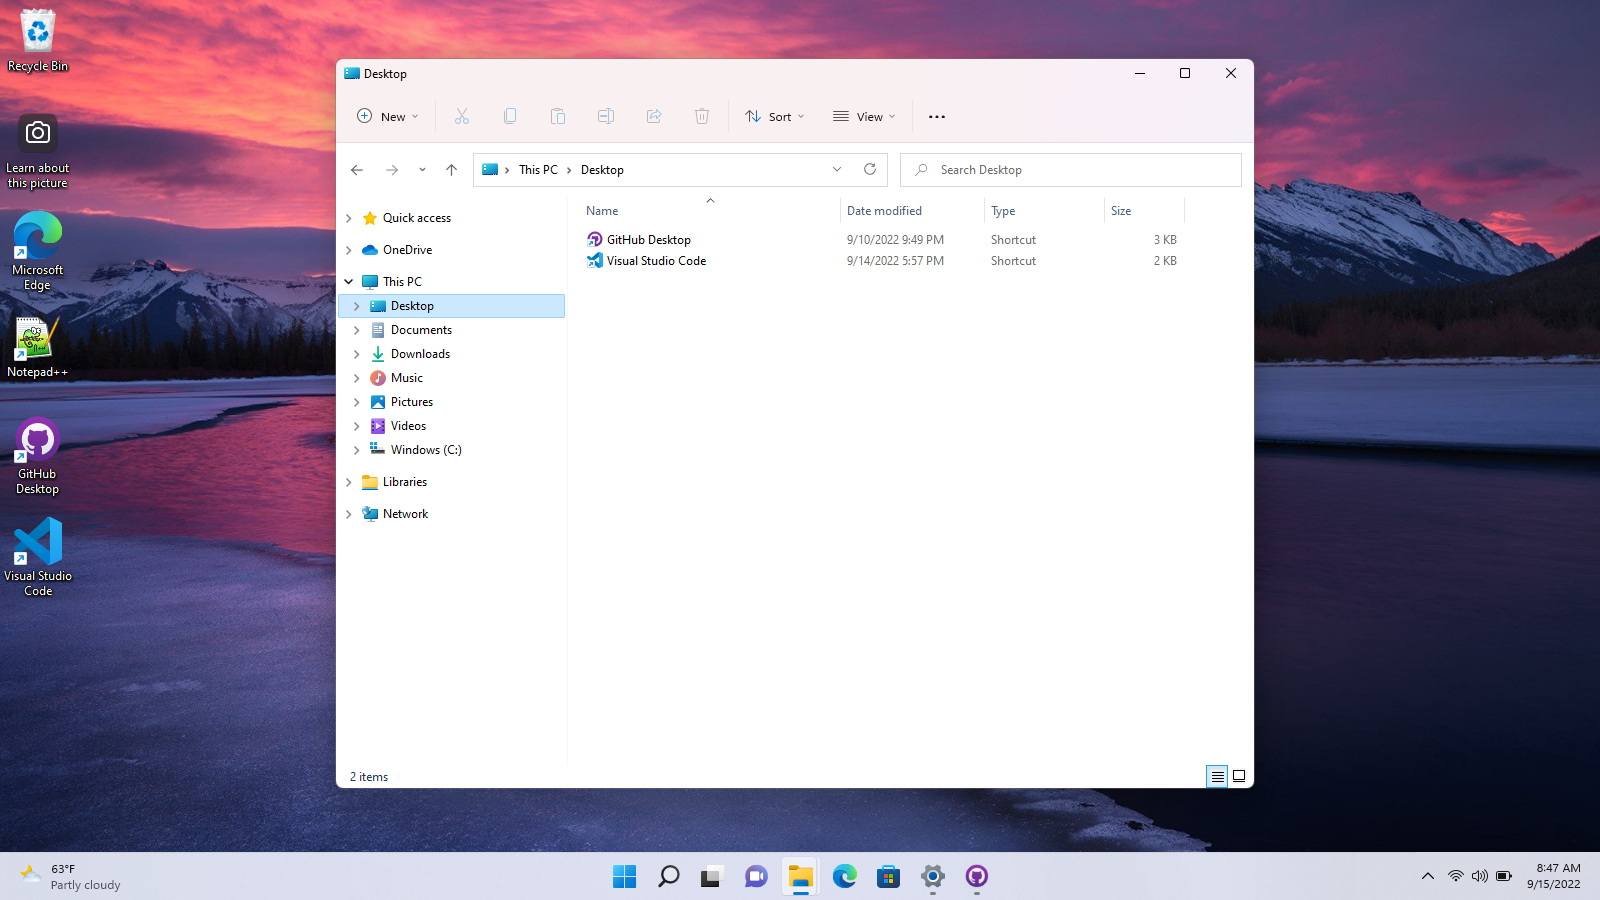 Recycle Bin
Learn about
this picture
Microsoft
Edge
Notepad++
GitHub
Desktop
Visual Studio
Code
Desktop
New
Sort
View
This PC
Desktop
Search Desktop
Quick access
OneDrive
This PC
Desktop
Documents
Downloads
Music
Pictures
Videos
Windows (C:)
Libraries
Network
Name Date modified Type Size
GitHub Desktop 9/10/2022 9:49 PM Shortcut 3 KB
Visual Studio Code 9/14/2022 5:57 PM Shortcut 2 KB
2 items
63°F
Partly cloudy
8:47 AM
9/15/2022